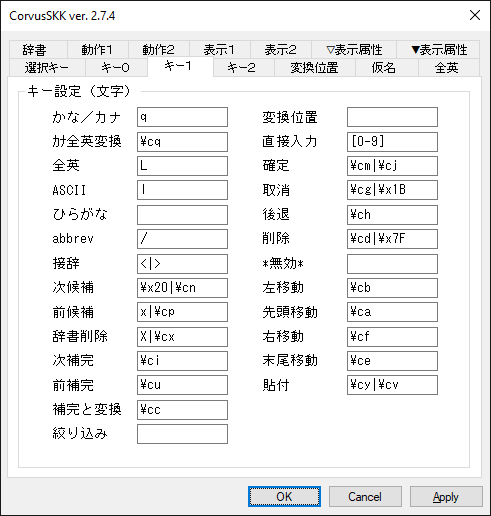 CorvusSKK ver. 2.7.4
辞書 動作1 動作2 表示1 表示2 ▽表示属性 ▼表示属性
選択キー キー0 キー1 キー2 変換位置 仮名 全英
キー設定（文字）
かな／カナ q 変換位置
ｶﾅ全英変換 ¥cq 直接入力 [0-9]
全英 L 確定 ¥cm|¥cj
ASCII l 取消 ¥cg|¥x1B
ひらがな 後退 ¥ch
abbrev / 削除 ¥cd|¥x7F
接辞 <|> *無効*
次候補 ¥x20|¥cn 左移動 ¥cb
前候補 x|¥cp 先頭移動 ¥ca
辞書削除 X|¥cx 右移動 ¥cf
次補完 ¥ci 末尾移動 ¥ce
前補完 ¥cu 貼付 ¥cy|¥cv
補完と変換 ¥cc
絞り込み
OK Cancel Apply